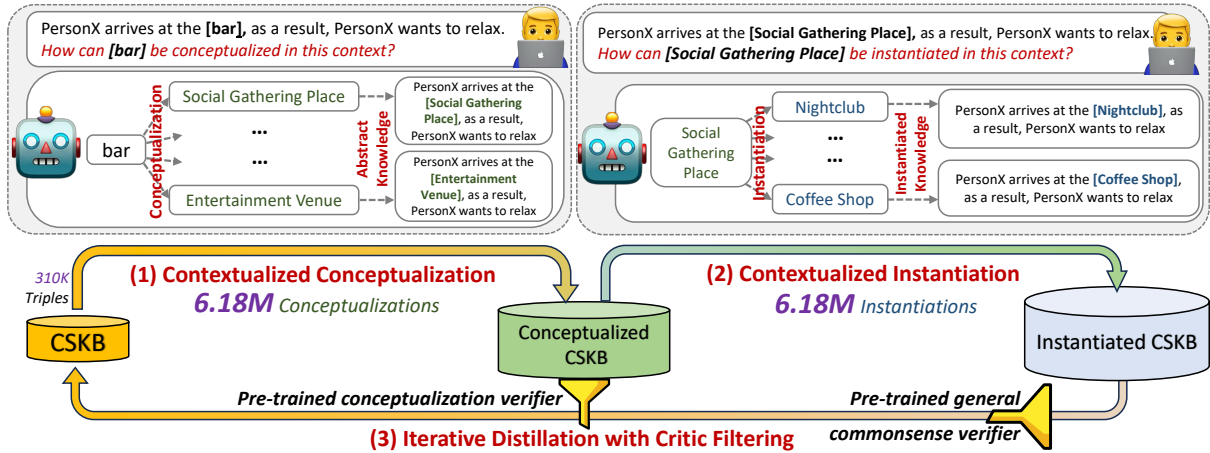 PersonX arrives at the [bar], as a result, PersonX wants to relax.
How can [bar] be conceptualized in this context?
bar
Conceptualization
Social Gathering Place
...
...
Entertainment Venue
Abstract
Knowledge
PersonX arrives at the
[Social Gathering
Place], as a result,
PersonX wants to relax
PersonX arrives at the
[Entertainment
Venue], as a result,
PersonX wants to relax
PersonX arrives at the [Social Gathering Place], as a result, PersonX wants to relax.
How can [Social Gathering Place] be instantiated in this context?
Social
Gathering
Place
Instantiation
Nightclub
...
...
Coffee Shop
Instantiated
Knowledge
PersonX arrives at the [Nightclub], as
a result, PersonX wants to relax
PersonX arrives at the [Coffee Shop],
as a result, PersonX wants to relax
310K
Triples
(1) Contextualized Conceptualization
6.18M Conceptualizations
(2) Contextualized Instantiation
6.18M Instantiations
CSKB
Conceptualized
CSKB
Instantiated CSKB
Pre-trained conceptualization verifier
Pre-trained general
commonsense verifier
(3) Iterative Distillation with Critic Filtering